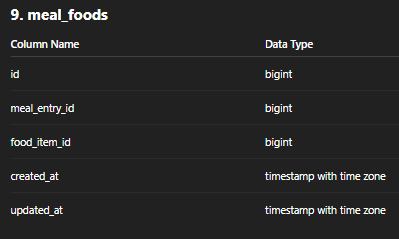 9. meal_foods
Column Name Data Type
id bigint
meal_entry_id bigint
food_item_id bigint
created_at timestamp with time zone
updated_at timestamp with time zone